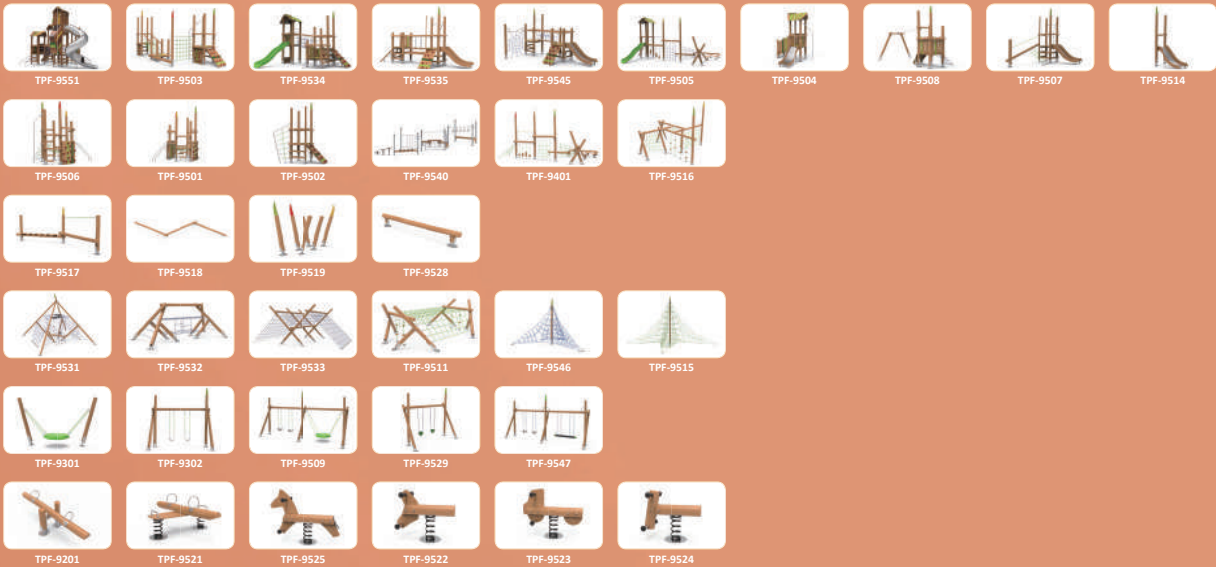 TPF-9551 TPF-9503 TPF-9534 TPF-9535 TPF-9545 TPF-9505 TPF-9504 TPF-9508 TPF-9507 TPF-9514
TPF-9506 TPF-9501 TPF-9502 TPF-9540 TPF-9401 TPF-9516
TPF-9517 TPF-9518 TPF-9519 TPF-9528
TPF-9531 TPF-9532 TPF-9533 TPF-9511 TPF-9546 TPF-9515
TPF-9301 TPF-9302 TPF-9509 TPF-9529 TPF-9547
TPF-9201 TPF-9521 TPF-9525 TPF-9522 TPF-9523 TPF-9524